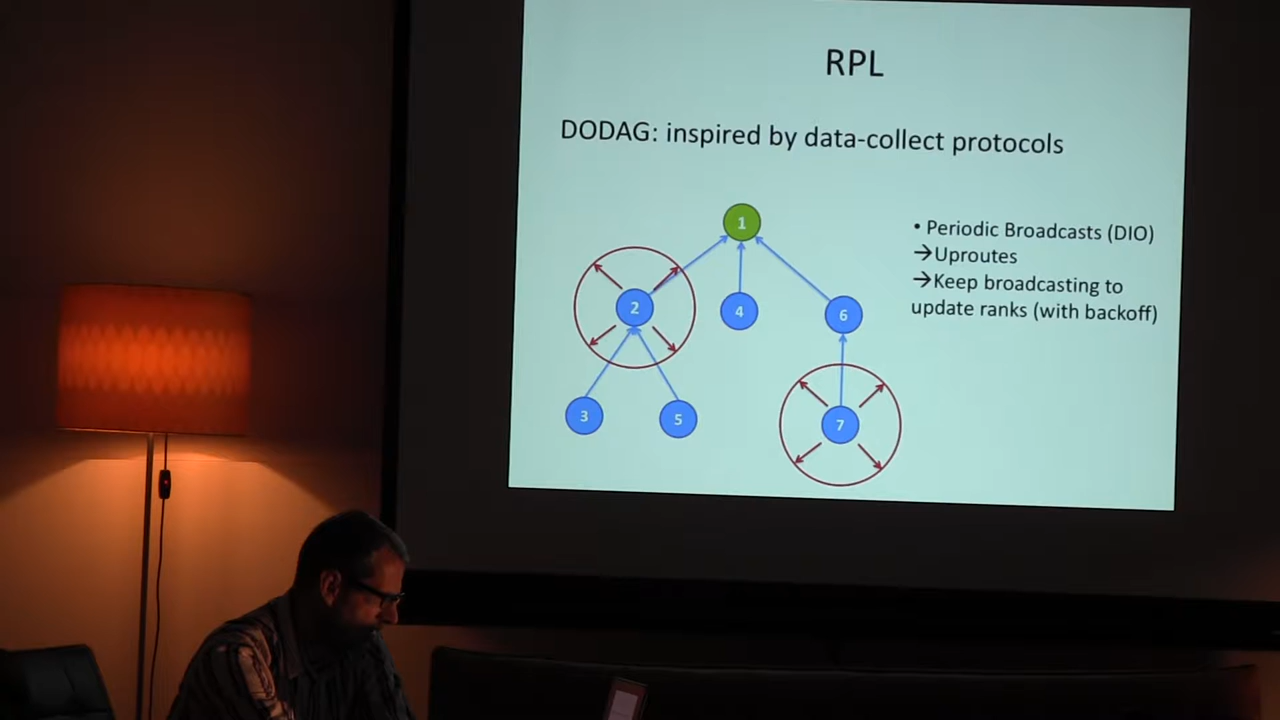 RPL
DODAG: inspired by data-collect protocols
1
• Periodic Broadcasts (DIO)
→Uproutes
→Keep broadcasting to
update ranks (with backoff)
2
4
6
3
5
7